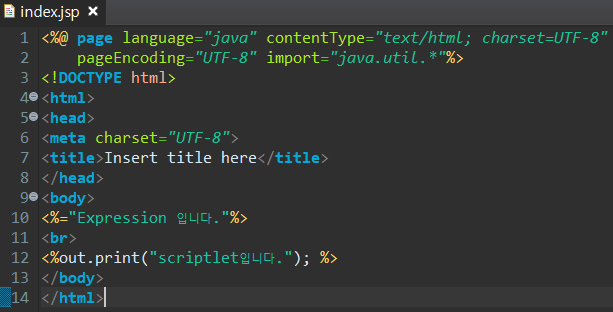 index.jsp
1 <%@ page language="java" contentType="text/html; charset=UTF-8"
2 pageEncoding="UTF-8" import="java.util.*"%>
3 <!DOCTYPE html>
4 <html>
5 <head>
6 <meta charset="UTF-8">
7 <title>Insert title here</title>
8 </head>
9 <body>
10 <%="Expression 입니다."%>
11 <br>
12 <%out.print("scriptlet입니다."); %>
13 </body>
14 </html>